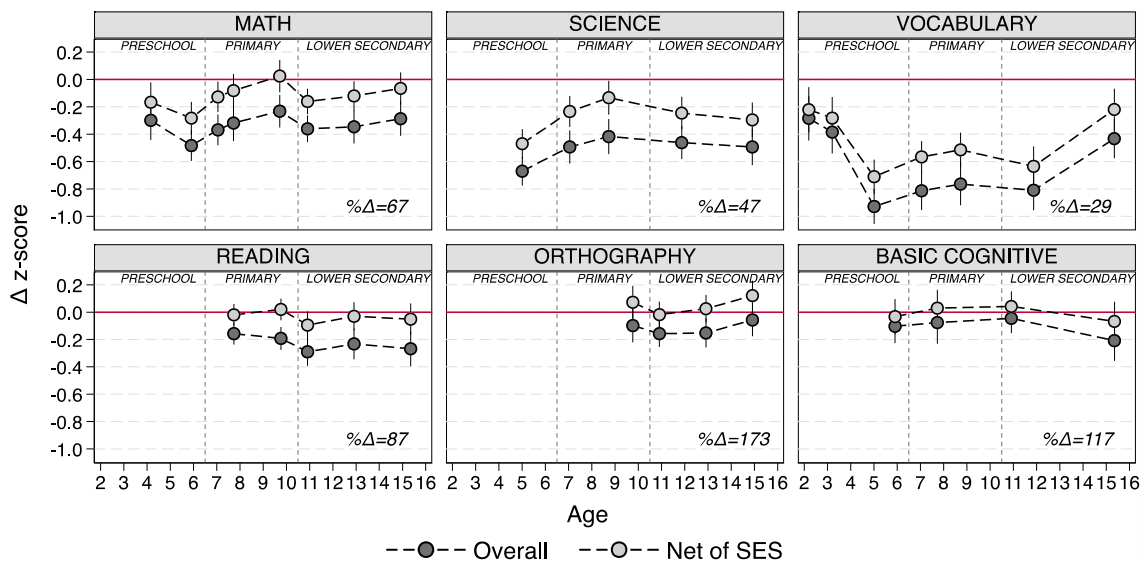 MATH SCIENCE VOCABULARY
PRESCHOOL PRIMARY LOWER SECONDARY PRESCHOOL PRIMARY LOWER SECONDARY PRESCHOOL PRIMARY LOWER SECONDARY
0.2
0.0
-0.2
-0.4
-0.6
-0.8
-1.0
%Δ=67 %Δ=47 %Δ=29
Δ z-score
READING ORTHOGRAPHY BASIC COGNITIVE
PRESCHOOL PRIMARY LOWER SECONDARY PRESCHOOL PRIMARY LOWER SECONDARY PRESCHOOL PRIMARY LOWER SECONDARY
0.2
0.0
-0.2
-0.4
-0.6
-0.8
-1.0
%Δ=87 %Δ=173 %Δ=117
2 3 4 5 6 7 8 9 10 11 12 13 14 15 16 2 3 4 5 6 7 8 9 10 11 12 13 14 15 16 2 3 4 5 6 7 8 9 10 11 12 13 14 15 16
Age
Overall Net of SES